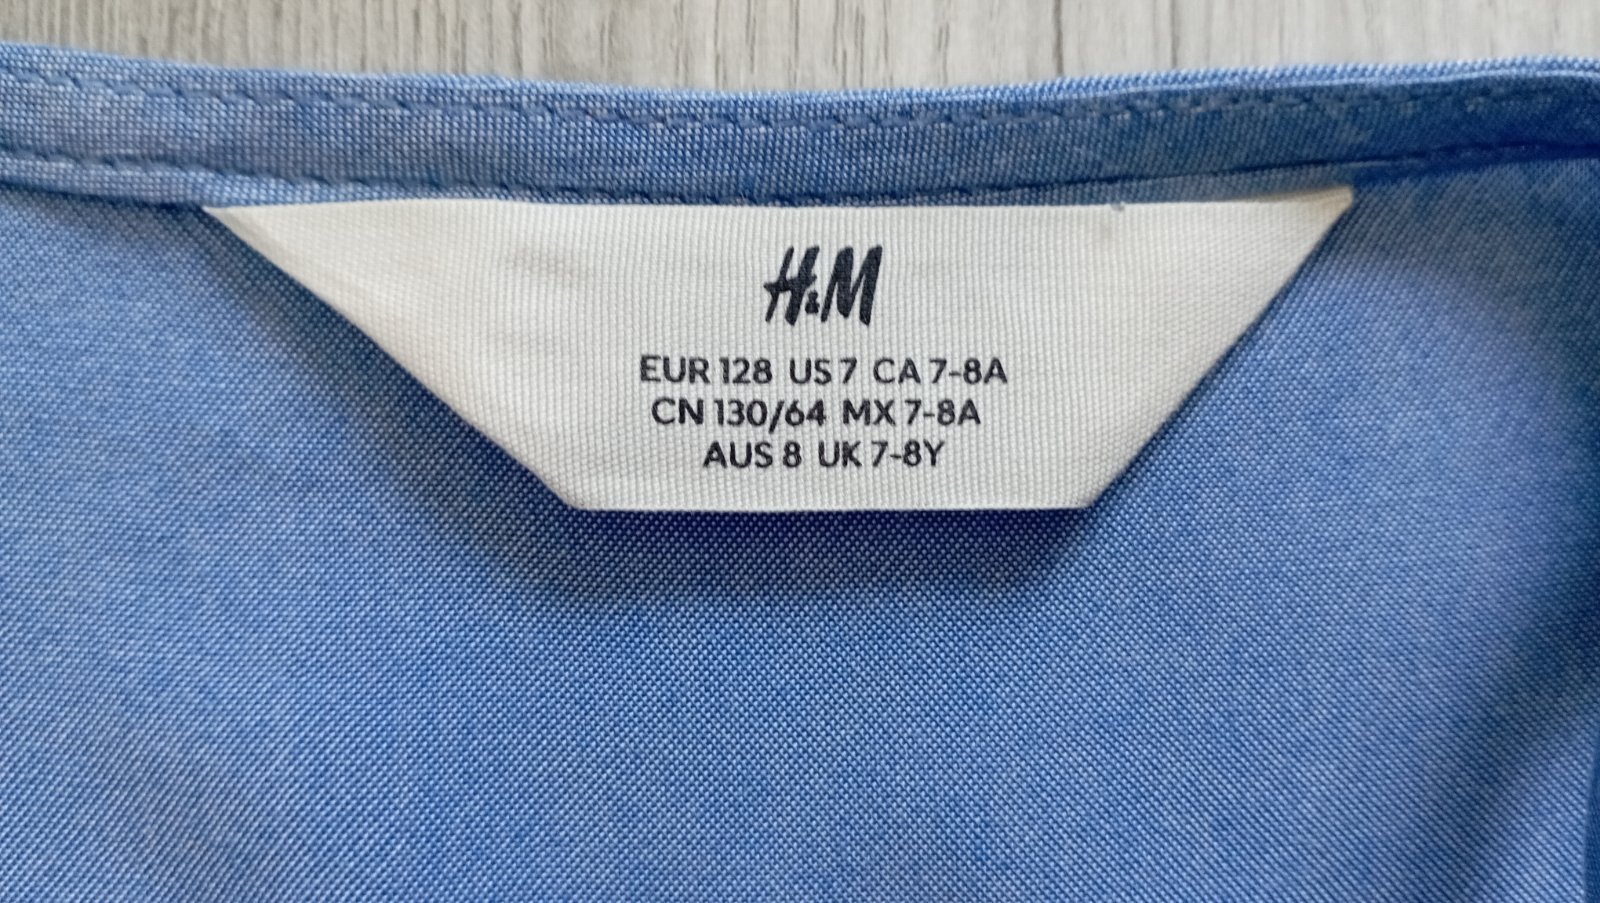 H&M
EUR 128 US 7 CA 7-8A
CN 130/64 MX 7-8A
AUS 8 UK 7-8Y